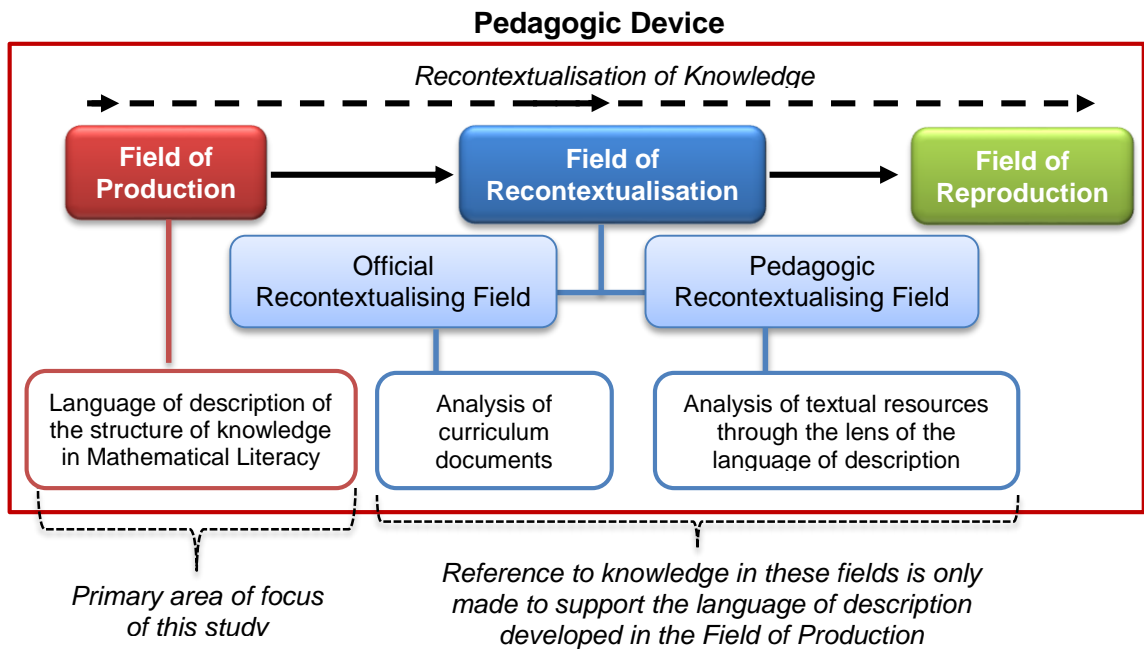 Pedagogic Device
Recontextualisation of Knowledge
Field of
Production
Field of
Recontextualisation
Field of
Reproduction
Official
Recontextualising Field
Pedagogic
Recontextualising Field
Language of description of
the structure of knowledge
in Mathematical Literacy
Analysis of
curriculum
documents
Analysis of textual resources
through the lens of the
language of description
Primary area of focus
of this study
Reference to knowledge in these fields is only
made to support the language of description
developed in the Field of Production